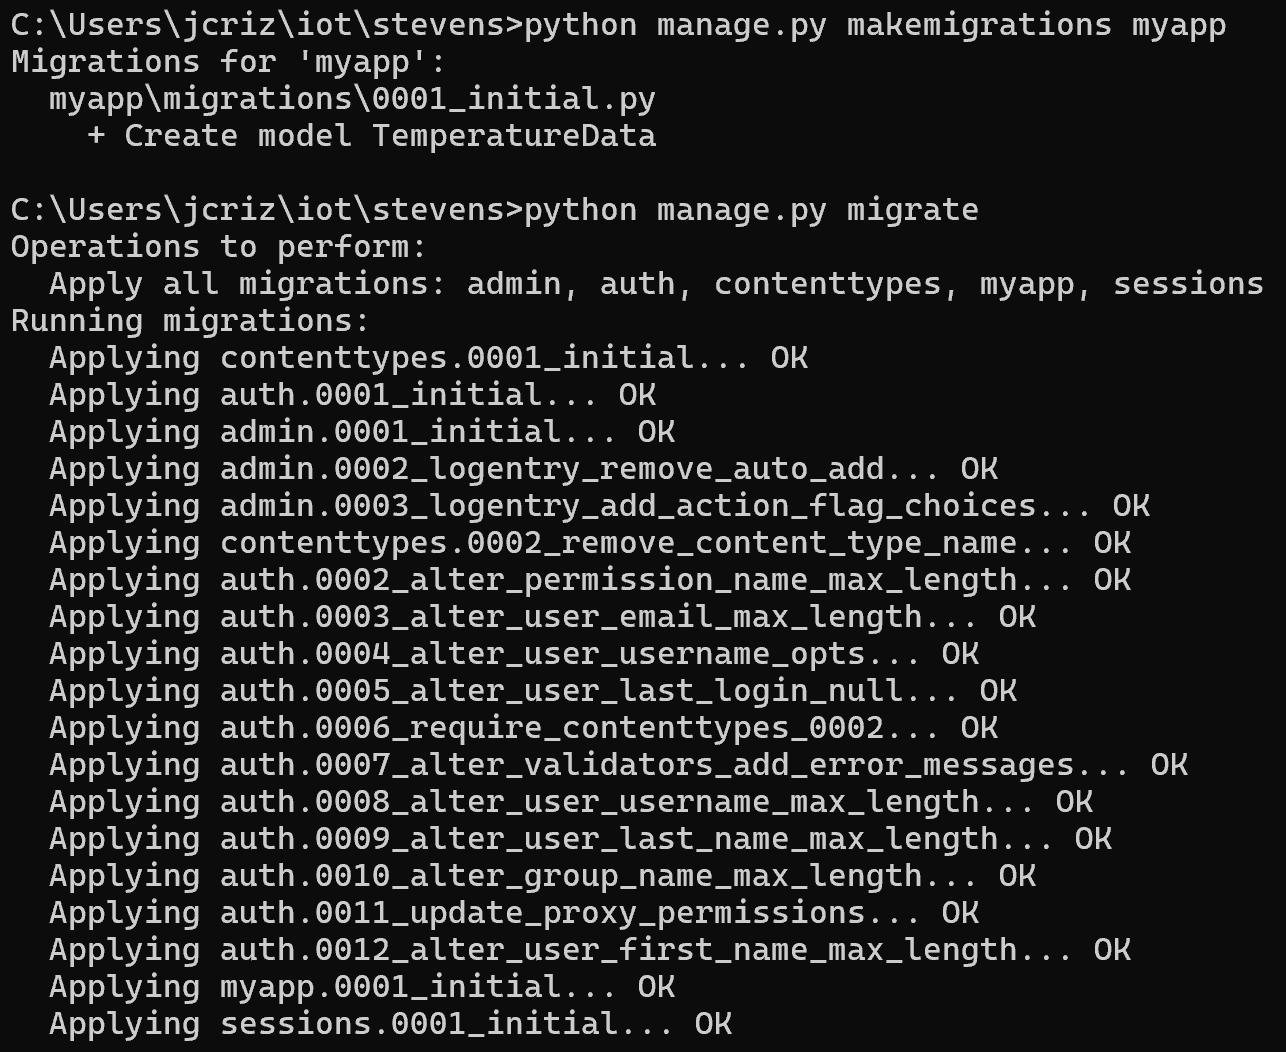 C:\Users\jcriz\iot\stevens>python manage.py makemigrations myapp
Migrations for 'myapp':
  myapp\migrations\0001_initial.py
    + Create model TemperatureData

C:\Users\jcriz\iot\stevens>python manage.py migrate
Operations to perform:
  Apply all migrations: admin, auth, contenttypes, myapp, sessions
Running migrations:
  Applying contenttypes.0001_initial... OK
  Applying auth.0001_initial... OK
  Applying admin.0001_initial... OK
  Applying admin.0002_logentry_remove_auto_add... OK
  Applying admin.0003_logentry_add_action_flag_choices... OK
  Applying contenttypes.0002_remove_content_type_name... OK
  Applying auth.0002_alter_permission_name_max_length... OK
  Applying auth.0003_alter_user_email_max_length... OK
  Applying auth.0004_alter_user_username_opts... OK
  Applying auth.0005_alter_user_last_login_null... OK
  Applying auth.0006_require_contenttypes_0002... OK
  Applying auth.0007_alter_validators_add_error_messages... OK
  Applying auth.0008_alter_user_username_max_length... OK
  Applying auth.0009_alter_user_last_name_max_length... OK
  Applying auth.0010_alter_group_name_max_length... OK
  Applying auth.0011_update_proxy_permissions... OK
  Applying auth.0012_alter_user_first_name_max_length... OK
  Applying myapp.0001_initial... OK
  Applying sessions.0001_initial... OK